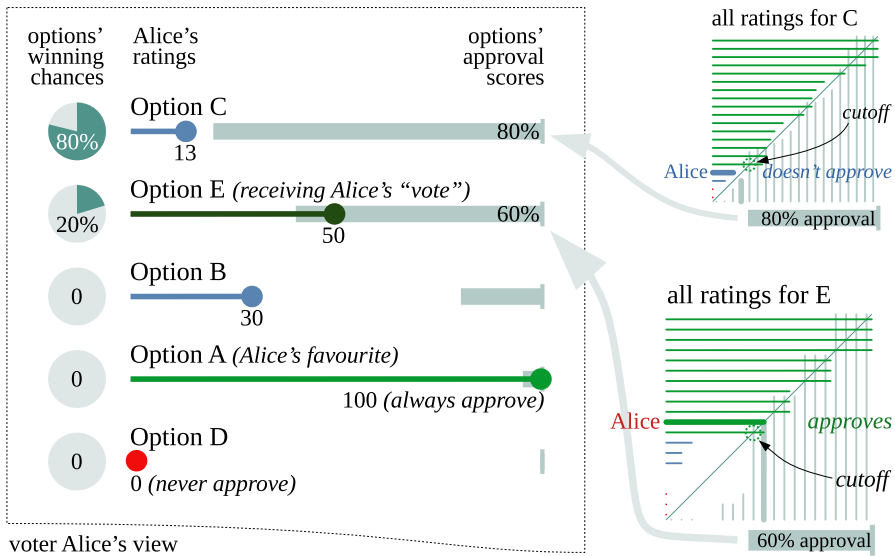 options’ winning chances
Alice’s ratings
options’ approval scores
80%
Option C
13
80%
20%
Option E (receiving Alice’s “vote”)
50
60%
0
Option B
30
0
Option A (Alice’s favourite)
100 (always approve)
0
Option D
0 (never approve)
voter Alice’s view
all ratings for C
cutoff
Alice
doesn’t approve
80% approval
all ratings for E
Alice
approves
cutoff
60% approval